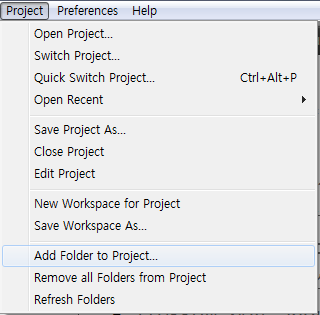 Project Preferences Help
Open Project...
Switch Project...
Quick Switch Project... Ctrl+Alt+P
Open Recent
Save Project As...
Close Project
Edit Project
New Workspace for Project
Save Workspace As...
Add Folder to Project...
Remove all Folders from Project
Refresh Folders